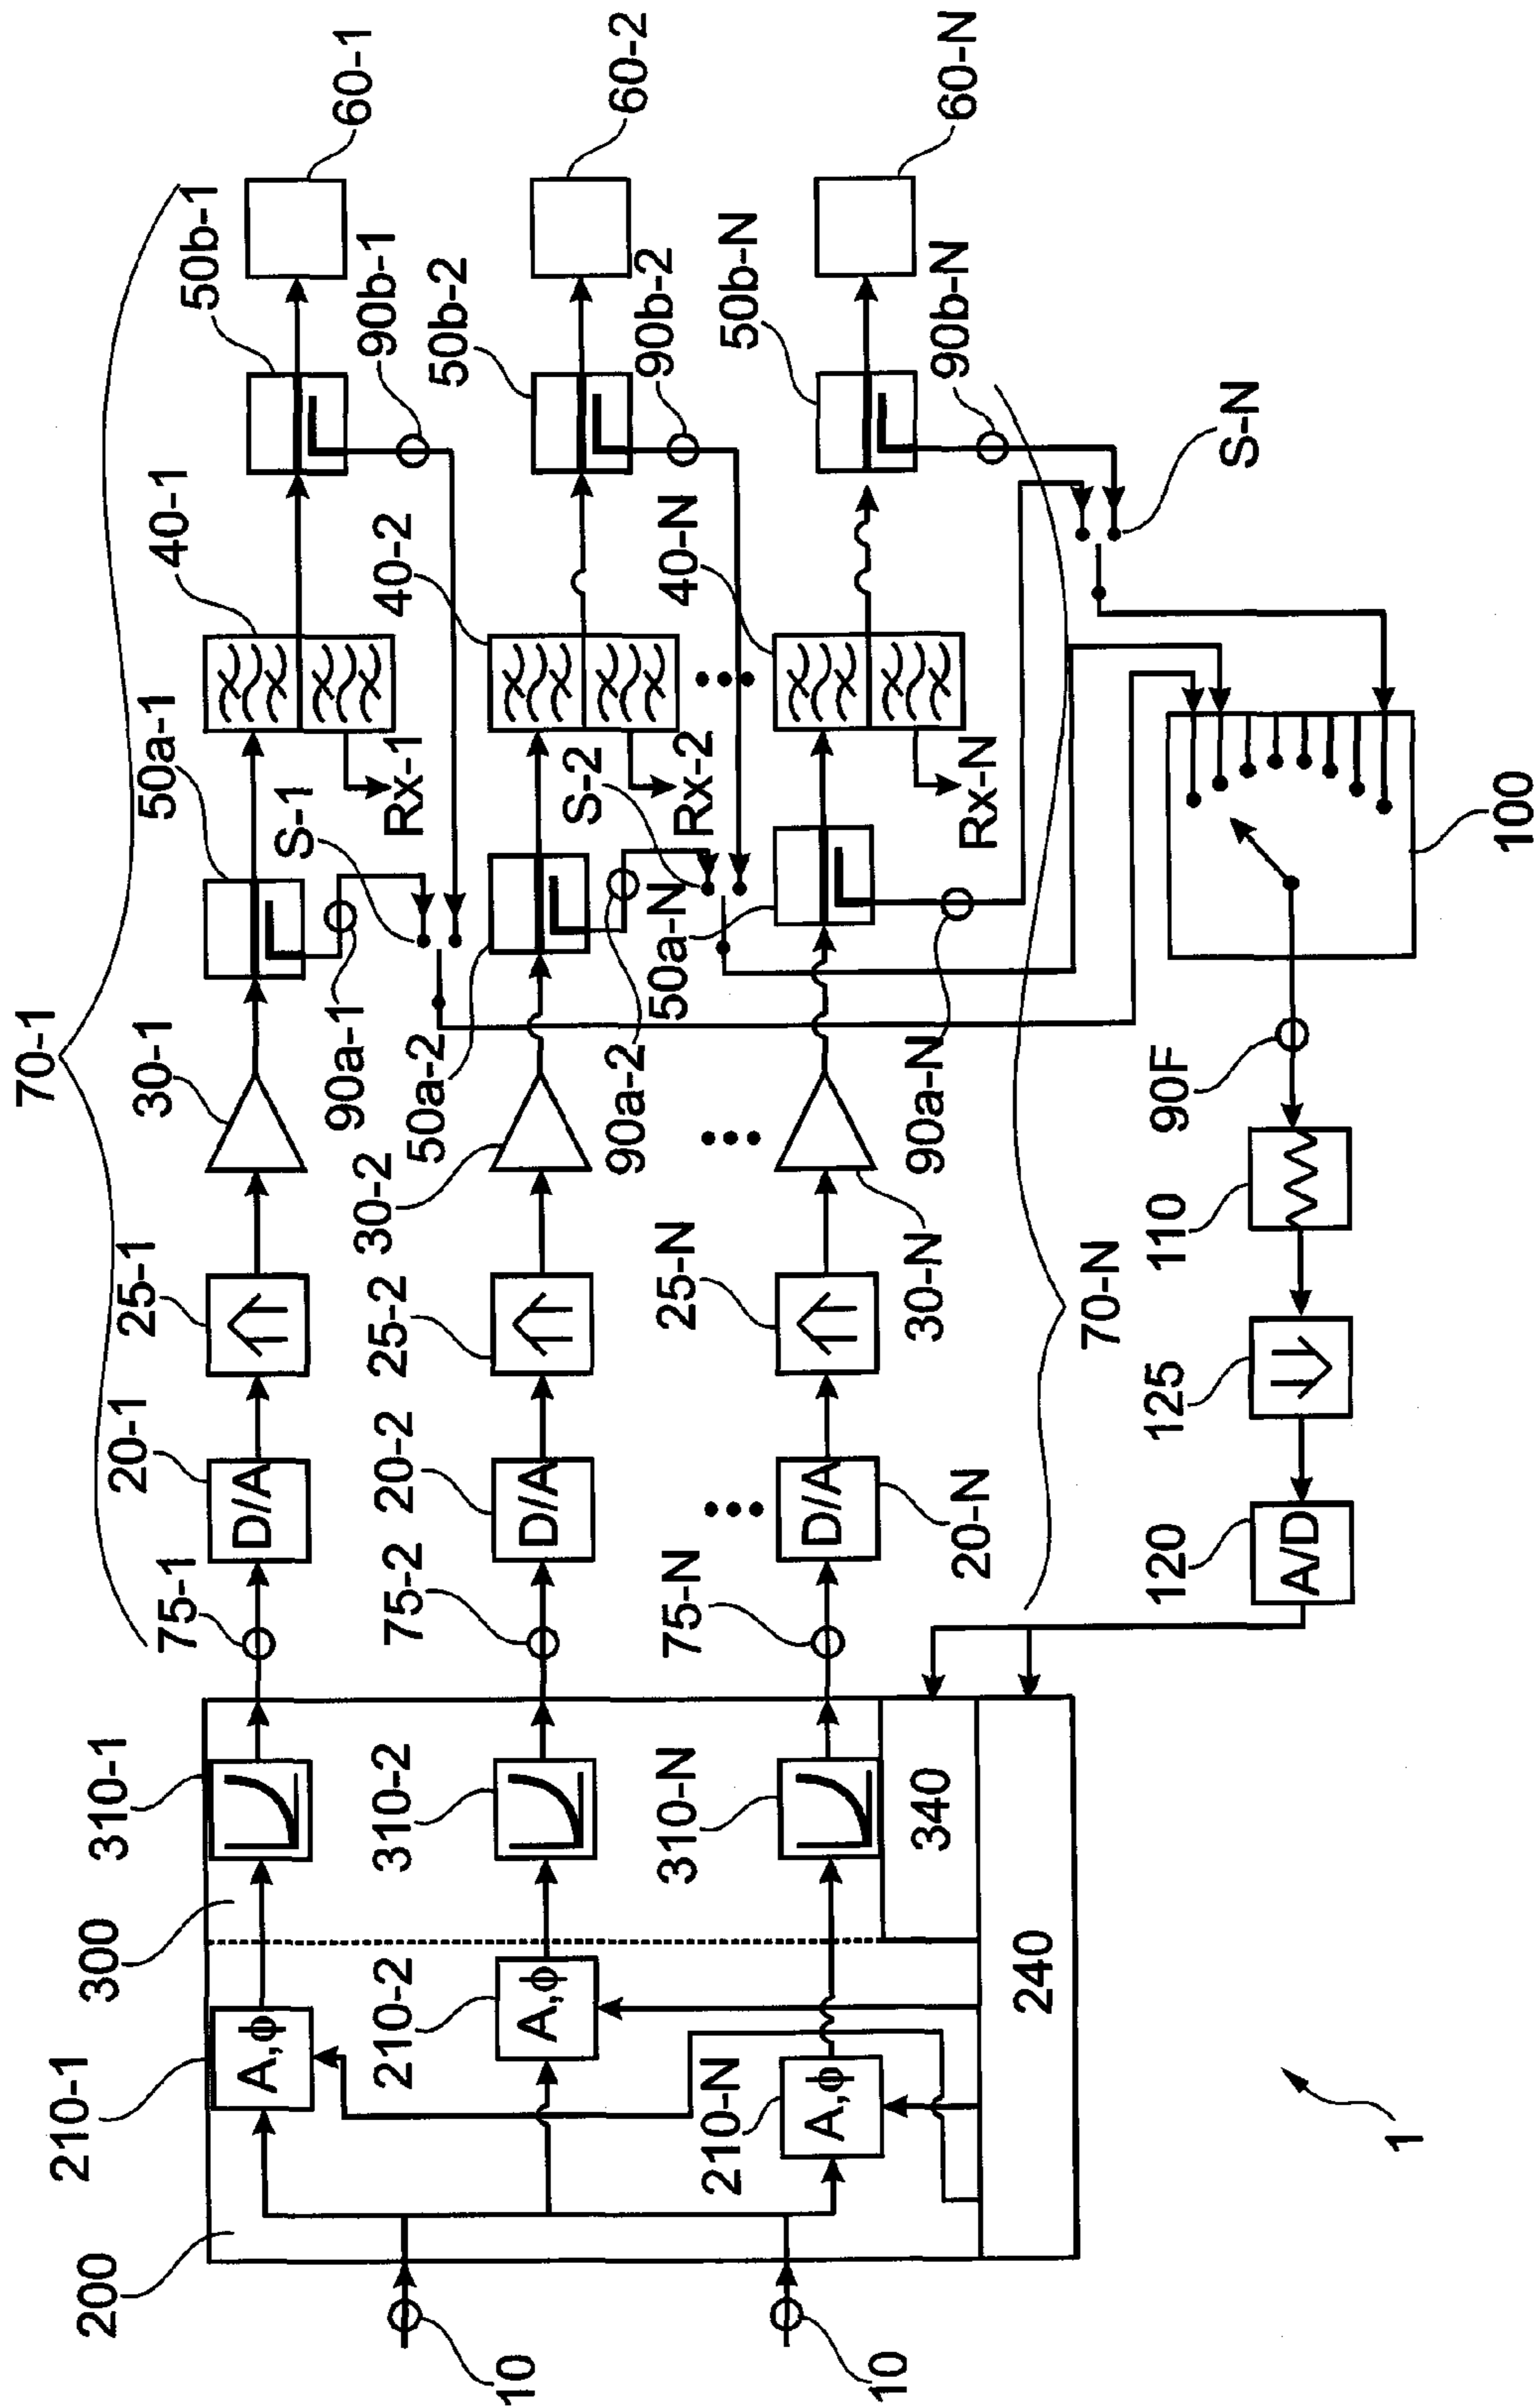 70-1
60-1
50b-1
40-1
50a-1
30-1
25-1
20-1
75-1
310-1
300
210-1
200
D/A
A,ϕ
90b-1
S-1
Rx-1
90a-1
60-2
50b-2
40-2
50a-2
30-2
25-2
20-2
75-2
310-2
210-2
D/A
A,ϕ
10
90b-2
S-2
Rx-2
90a-2
60-N
50b-N
40-N
50a-N
25-N
75-N
310-N
210-N
D/A
A,ϕ
10
90b-N
Rx-N
90a-N
30-N
20-N
340
240
70-N
S-N
100
90F
110
125
120
A/D
1